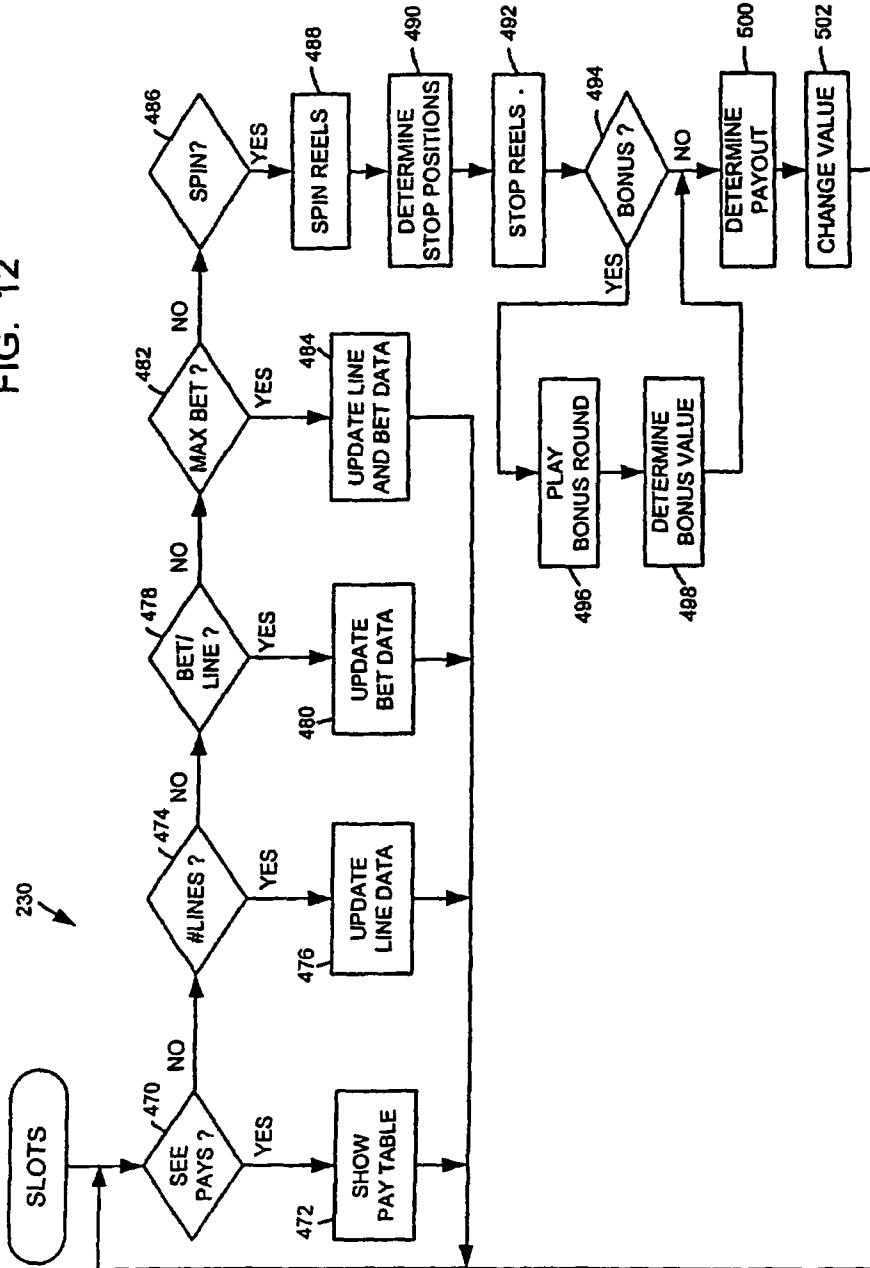 FIG. 12
230
SLOTS
470
SEE
PAYS ?
NO
YES
472
SHOW
PAY TABLE
474
#LINES ?
NO
YES
476
UPDATE
LINE DATA
478
BET/
LINE ?
NO
YES
480
UPDATE
BET DATA
482
MAX BET ?
NO
YES
484
UPDATE LINE
AND BET DATA
486
SPIN?
YES
488
SPIN REELS
490
DETERMINE
STOP POSITIONS
492
STOP REELS .
494
BONUS ?
YES
NO
496
PLAY
BONUS ROUND
498
DETERMINE
BONUS VALUE
500
DETERMINE
PAYOUT
502
CHANGE VALUE